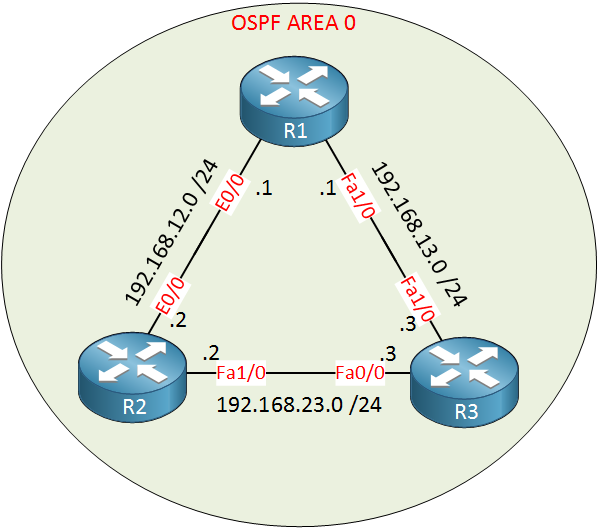 OSPF AREA 0
R1
192.168.12.0 /24
E0/0
.1
.1
Fa1/0
192.168.13.0 /24
E0/0
.2
Fa1/0
.3
R2
.2
Fa1/0
.3
Fa0/0
192.168.23.0 /24
R3